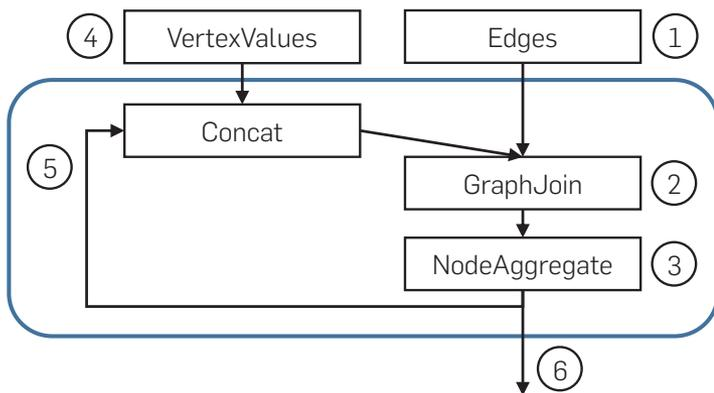 4
VertexValues
Edges
1
Concat
5
GraphJoin
2
NodeAggregate
3
6